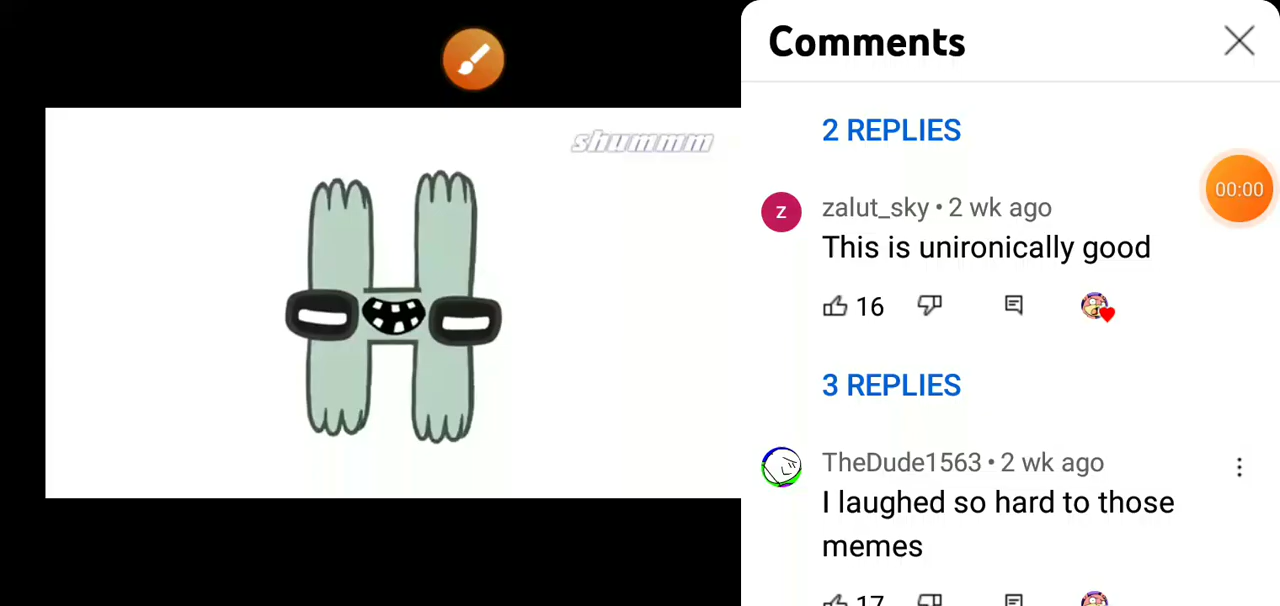 shummm
Comments
2 REPLIES
00:00
Z
zalut_sky • 2 wk ago
This is unironically good
16
3 REPLIES
TheDude1563 • 2 wk ago
I laughed so hard to those
memes
17